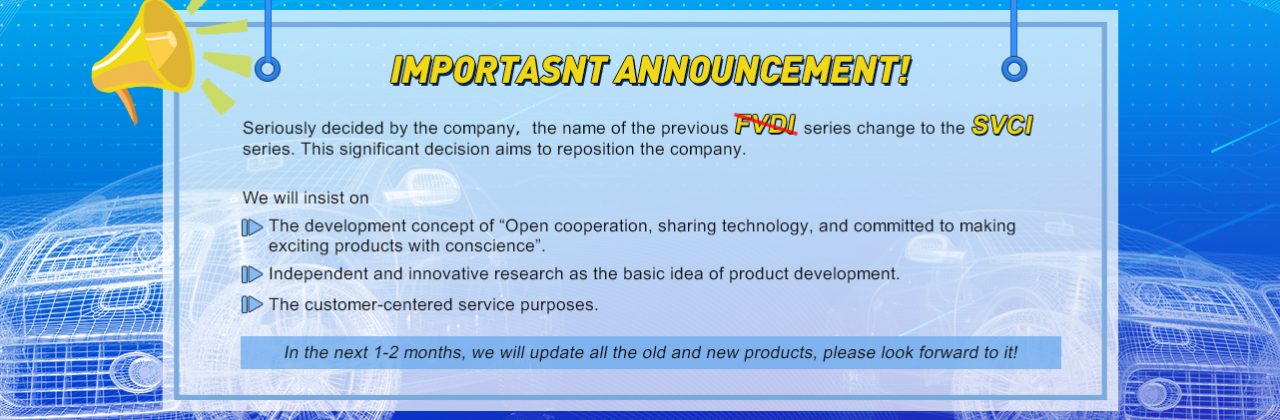 IMPORTASNT ANNOUNCEMENT!
Seriously decided by the company,  the name of the previous FVDI series change to the SVCI
series. This significant decision aims to reposition the company.
We will insist on
The development concept of “Open cooperation, sharing technology, and committed to making
exciting products with conscience”.
Independent and innovative research as the basic idea of product development.
The customer-centered service purposes.
In the next 1-2 months, we will update all the old and new products, please look forward to it!